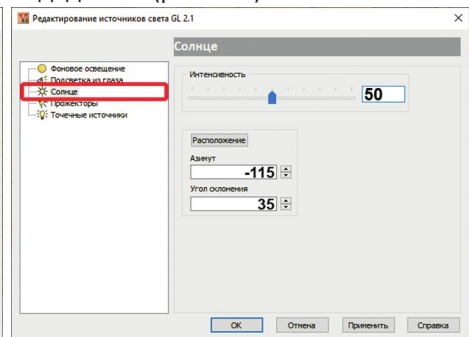 Редактирование источников света GL 2.1
Солнце
Фоновое освещение
Подсветка из глаза
Солнце
Прожекторы
Точечные источники
Интенсивность
50
Расположение
Азимут
-115
Угол склонения
35
OK
Отмена
Применить
Справка